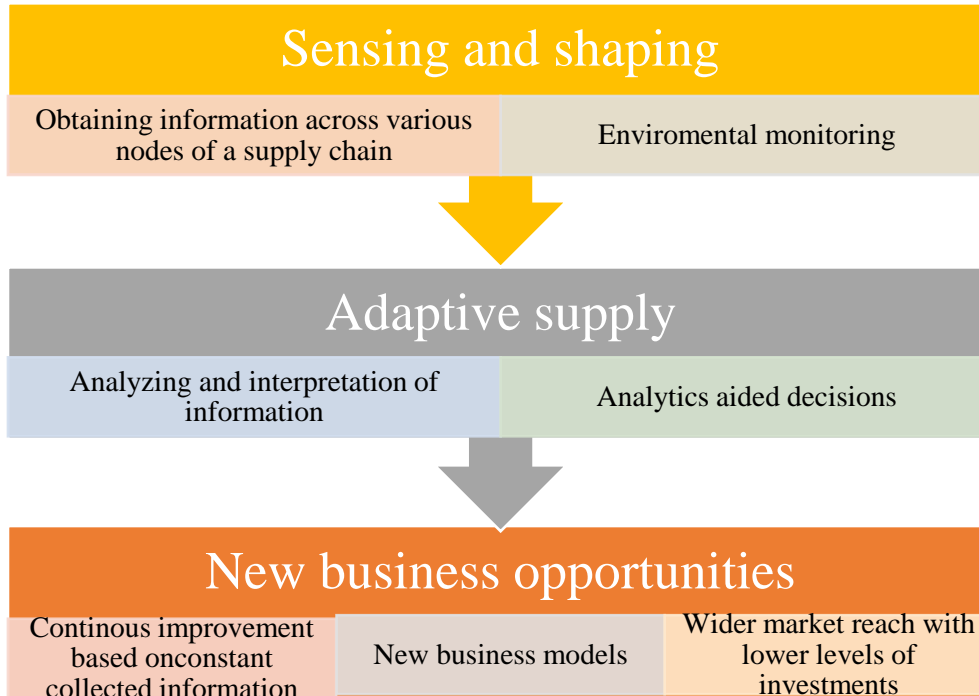 Sensing and shaping
Obtaining information across various
nodes of a supply chain
Enviromental monitoring
Adaptive supply
Analyzing and interpretation of
information
Analytics aided decisions
New business opportunities
Continous improvement
based onconstant
collected information
New business models
Wider market reach with
lower levels of
investments